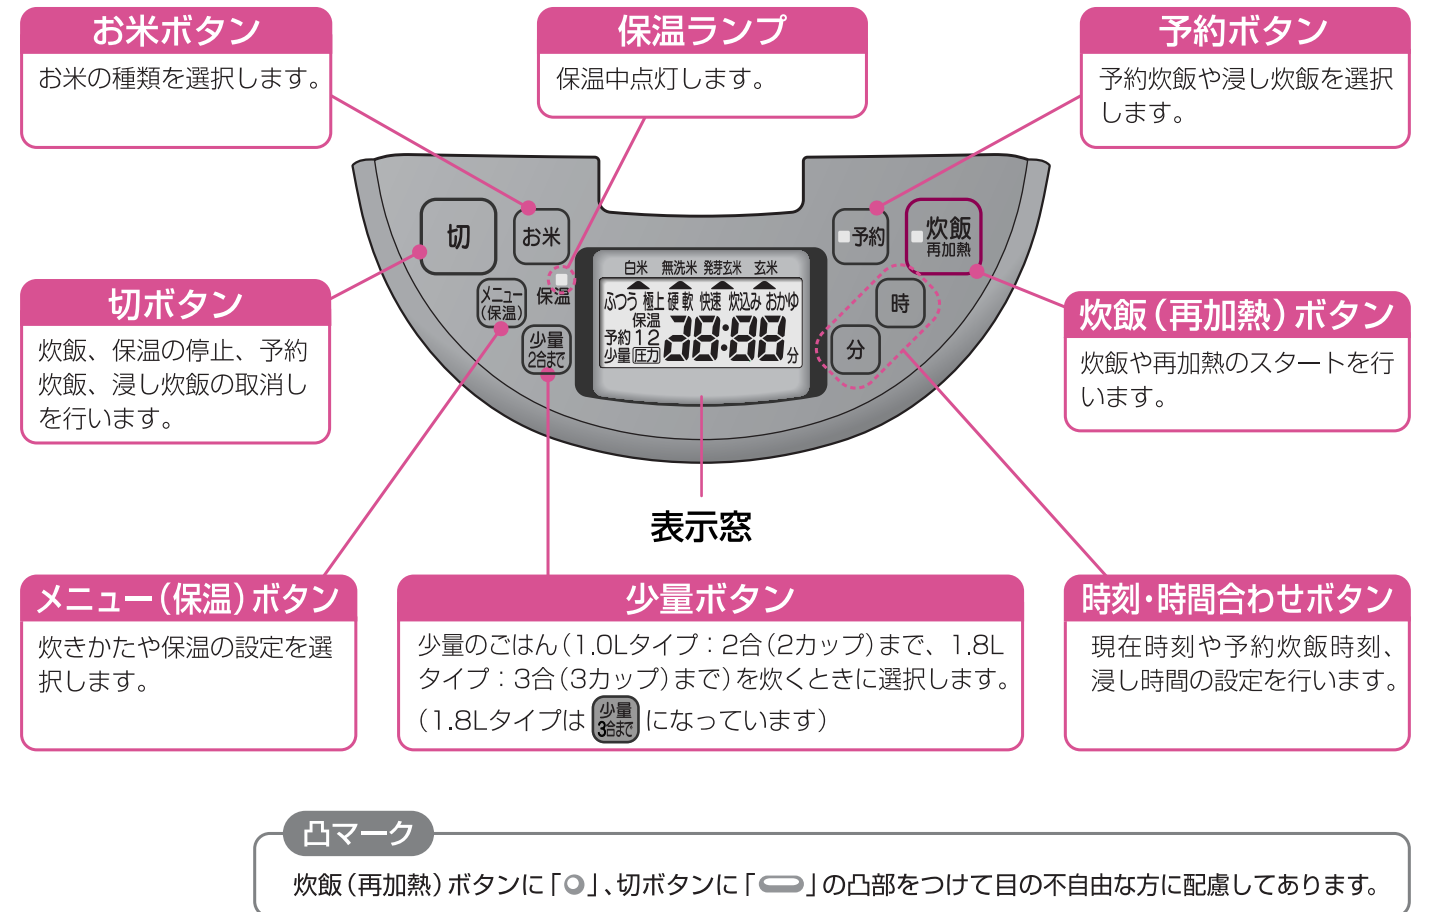 お米ボタン
お米の種類を選択します。
保温ランプ
保温中点灯します。
予約ボタン
予約炊飯や浸し炊飯を選択
します。
切
お米
メニュー
(保温)
保温
少量
2合まで
白米 無洗米 発芽玄米 玄米
ふつう 極上 硬 軟 快速 炊込み おかゆ
保温
予約 1 2
少量 圧力
38:88分
予約
炊飯
再加熱
時
分
切ボタン
炊飯、保温の停止、予約
炊飯、浸し炊飯の取消し
を行います。
炊飯(再加熱)ボタン
炊飯や再加熱のスタートを行
います。
表示窓
メニュー(保温)ボタン
炊きかたや保温の設定を選
択します。
少量ボタン
少量のごはん(1.0Lタイプ：2合(2カップ)まで、1.8L
タイプ：3合(3カップ)まで)を炊くときに選択します。
(1.8Lタイプは 少量 3合まで になっています)
時刻・時間合わせボタン
現在時刻や予約炊飯時刻、
浸し時間の設定を行います。
凸マーク
炊飯(再加熱)ボタンに「○」、切ボタンに「⬭」の凸部をつけて目の不自由な方に配慮してあります。